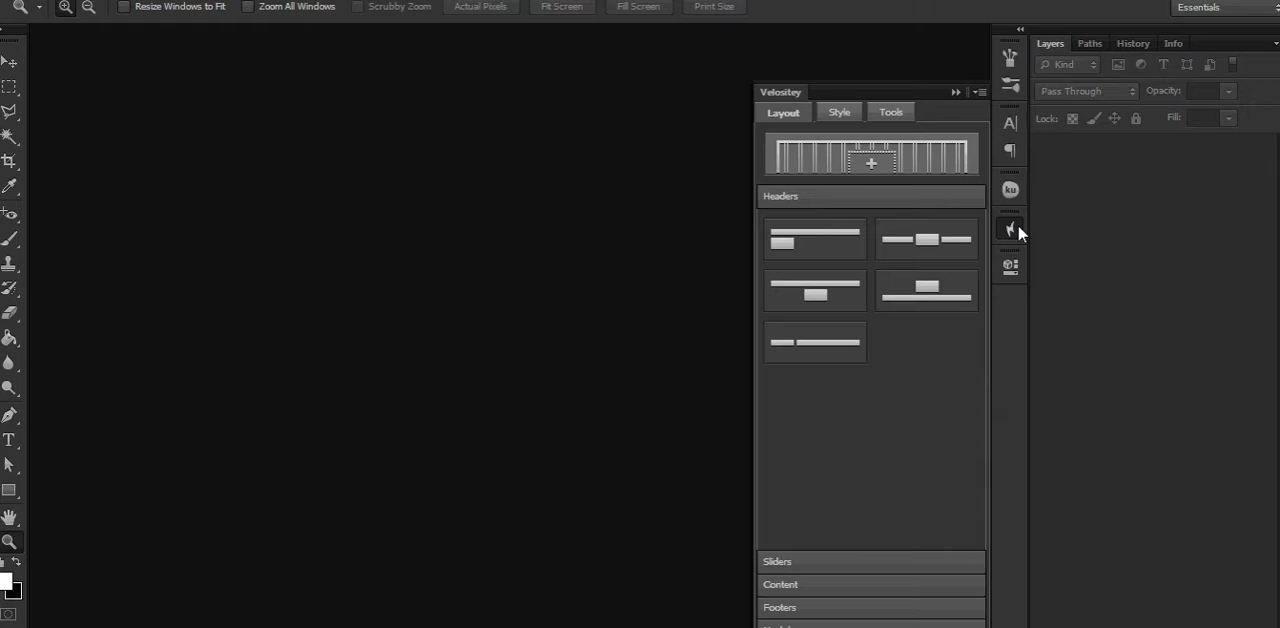 Resize Windows to Fit
Zoom All Windows
Scrubby Zoom
Actual Pixels
Fit Screen
Fill Screen
Print Size
Essentials
Layers
Paths
History
Info
Kind
Pass Through
Opacity:
Lock:
Fill:
ku
Velositey
Layout
Style
Tools
Headers
Sliders
Content
Footers